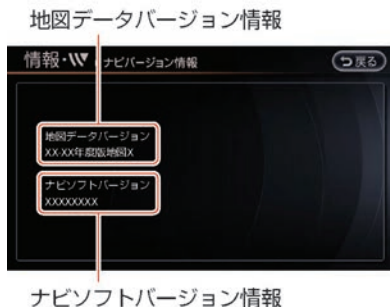 地図データバージョン情報
情報・W ナビバージョン情報 戻る
地図データバージョン
XX-XX年度版地図X
ナビソフトバージョン
XXXXXXXX
ナビソフトバージョン情報